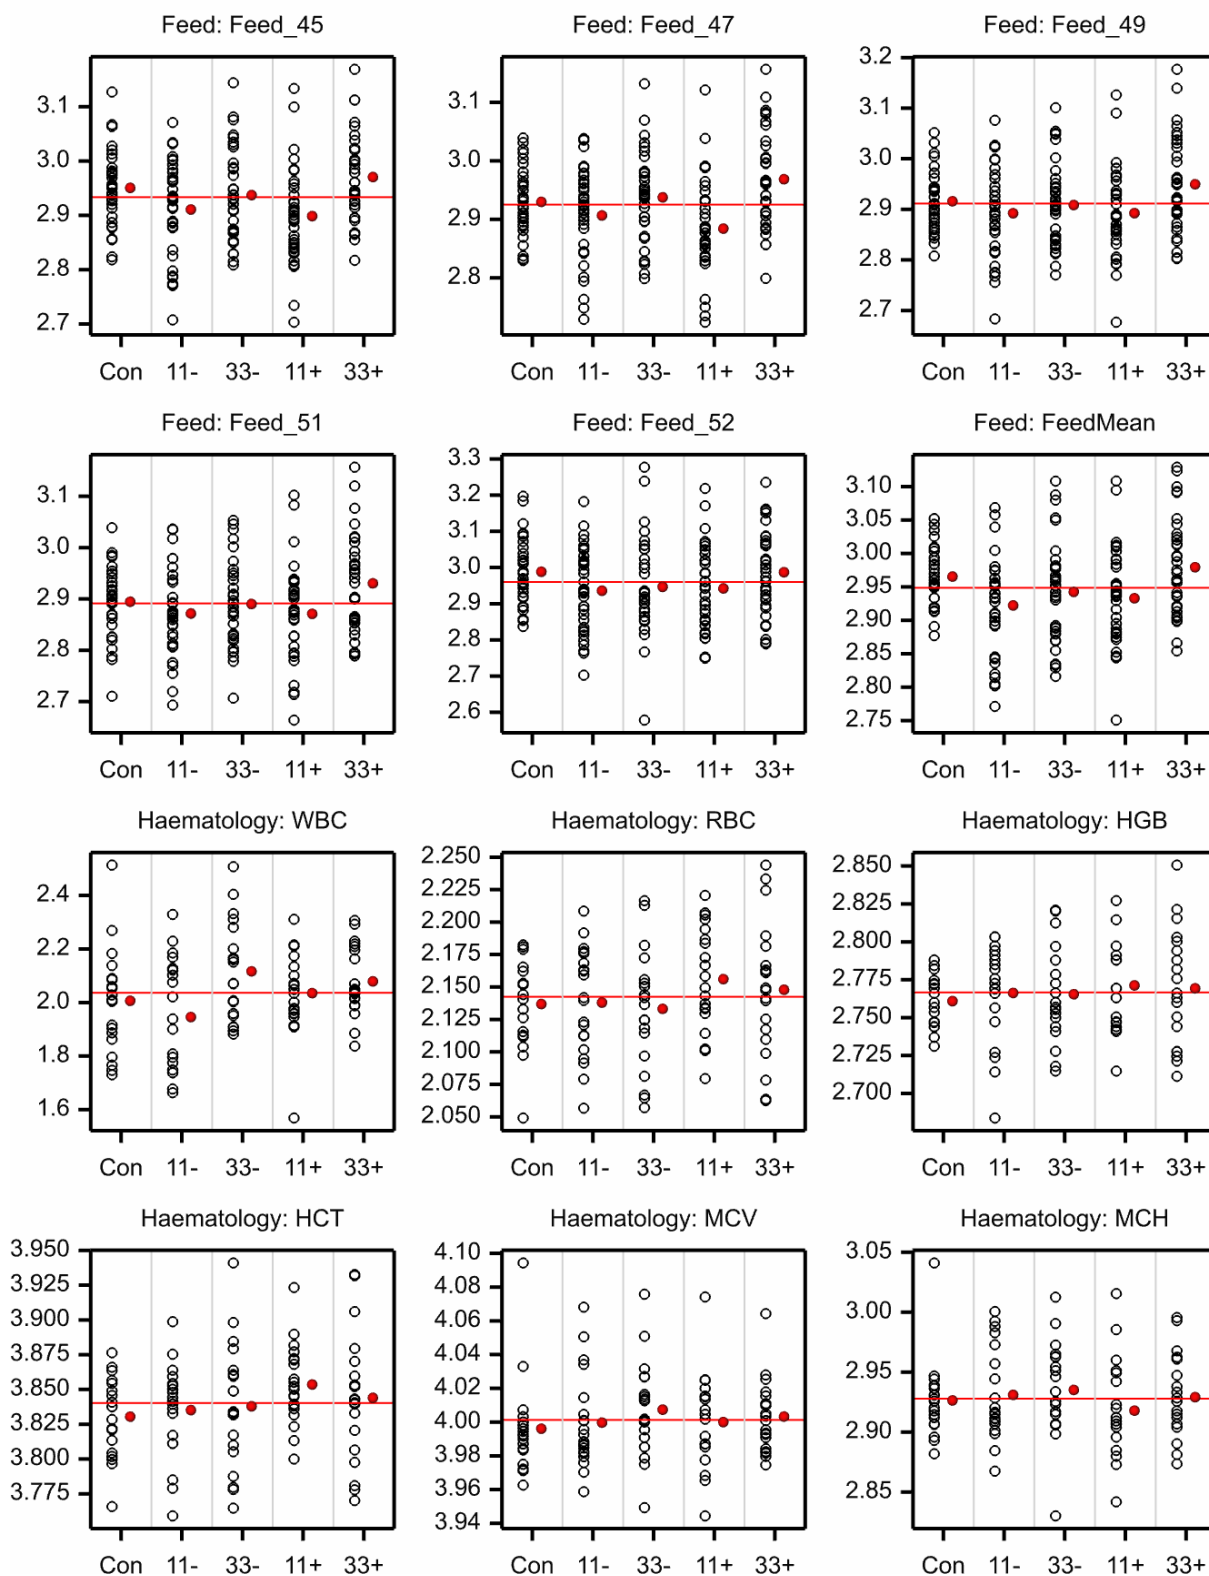 Feed: Feed_45 Feed: Feed_47 Feed: Feed_49
3.1 3.0 2.9 2.8 2.7
3.1 3.0 2.9 2.8
3.2 3.1 3.0 2.9 2.8 2.7
Con 11- 33- 11+ 33+ Con 11- 33- 11+ 33+ Con 11- 33- 11+ 33+
Feed: Feed_51 Feed: Feed_52 Feed: FeedMean
3.1 3.0 2.9 2.8 2.7
3.3 3.2 3.1 3.0 2.9 2.8 2.7 2.6
3.10 3.05 3.00 2.95 2.90 2.85 2.80 2.75
Con 11- 33- 11+ 33+ Con 11- 33- 11+ 33+ Con 11- 33- 11+ 33+
Haematology: WBC Haematology: RBC Haematology: HGB
2.4 2.2 2.0 1.8 1.6
2.250 2.225 2.200 2.175 2.150 2.125 2.100 2.075 2.050
2.850 2.825 2.800 2.775 2.750 2.725 2.700
Con 11- 33- 11+ 33+ Con 11- 33- 11+ 33+ Con 11- 33- 11+ 33+
Haematology: HCT Haematology: MCV Haematology: MCH
3.950 3.925 3.900 3.875 3.850 3.825 3.800 3.775
4.10 4.08 4.06 4.04 4.02 4.00 3.98 3.96 3.94
3.05 3.00 2.95 2.90 2.85
Con 11- 33- 11+ 33+ Con 11- 33- 11+ 33+ Con 11- 33- 11+ 33+